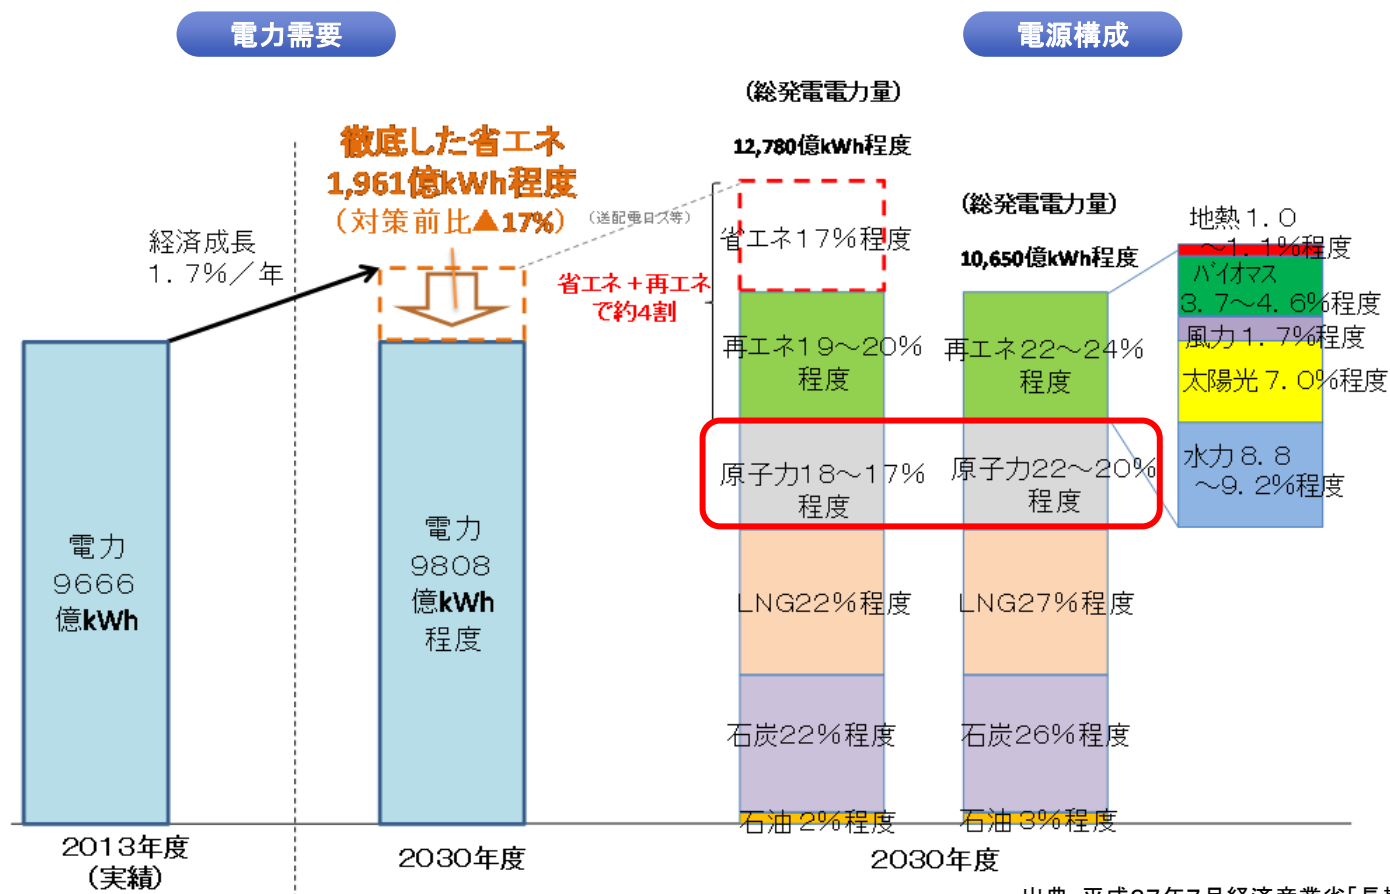 電力需要
電源構成
(総発電電力量)
12,780億kWh程度
徹底した省エネ
1,961億kWh程度
(対策前比▲17%)
(送配電ロス等)
経済成長
1.7%/年
省エネ+再エネ
で約4割
電力
9666
億kWh
電力
9808
億kWh
程度
省エネ17%程度
再エネ19~20%
程度
原子力18~17%
程度
LNG22%程度
石炭22%程度
石油2%程度
(総発電電力量)
10,650億kWh程度
再エネ22~24%
程度
原子力22~20%
程度
LNG27%程度
石炭26%程度
石油3%程度
地熱1.0
~1.1%程度
バイオマス
3.7~4.6%程度
風力1.7%程度
太陽光7.0%程度
水力8.8
~9.2%程度
2013年度
(実績)
2030年度
2030年度